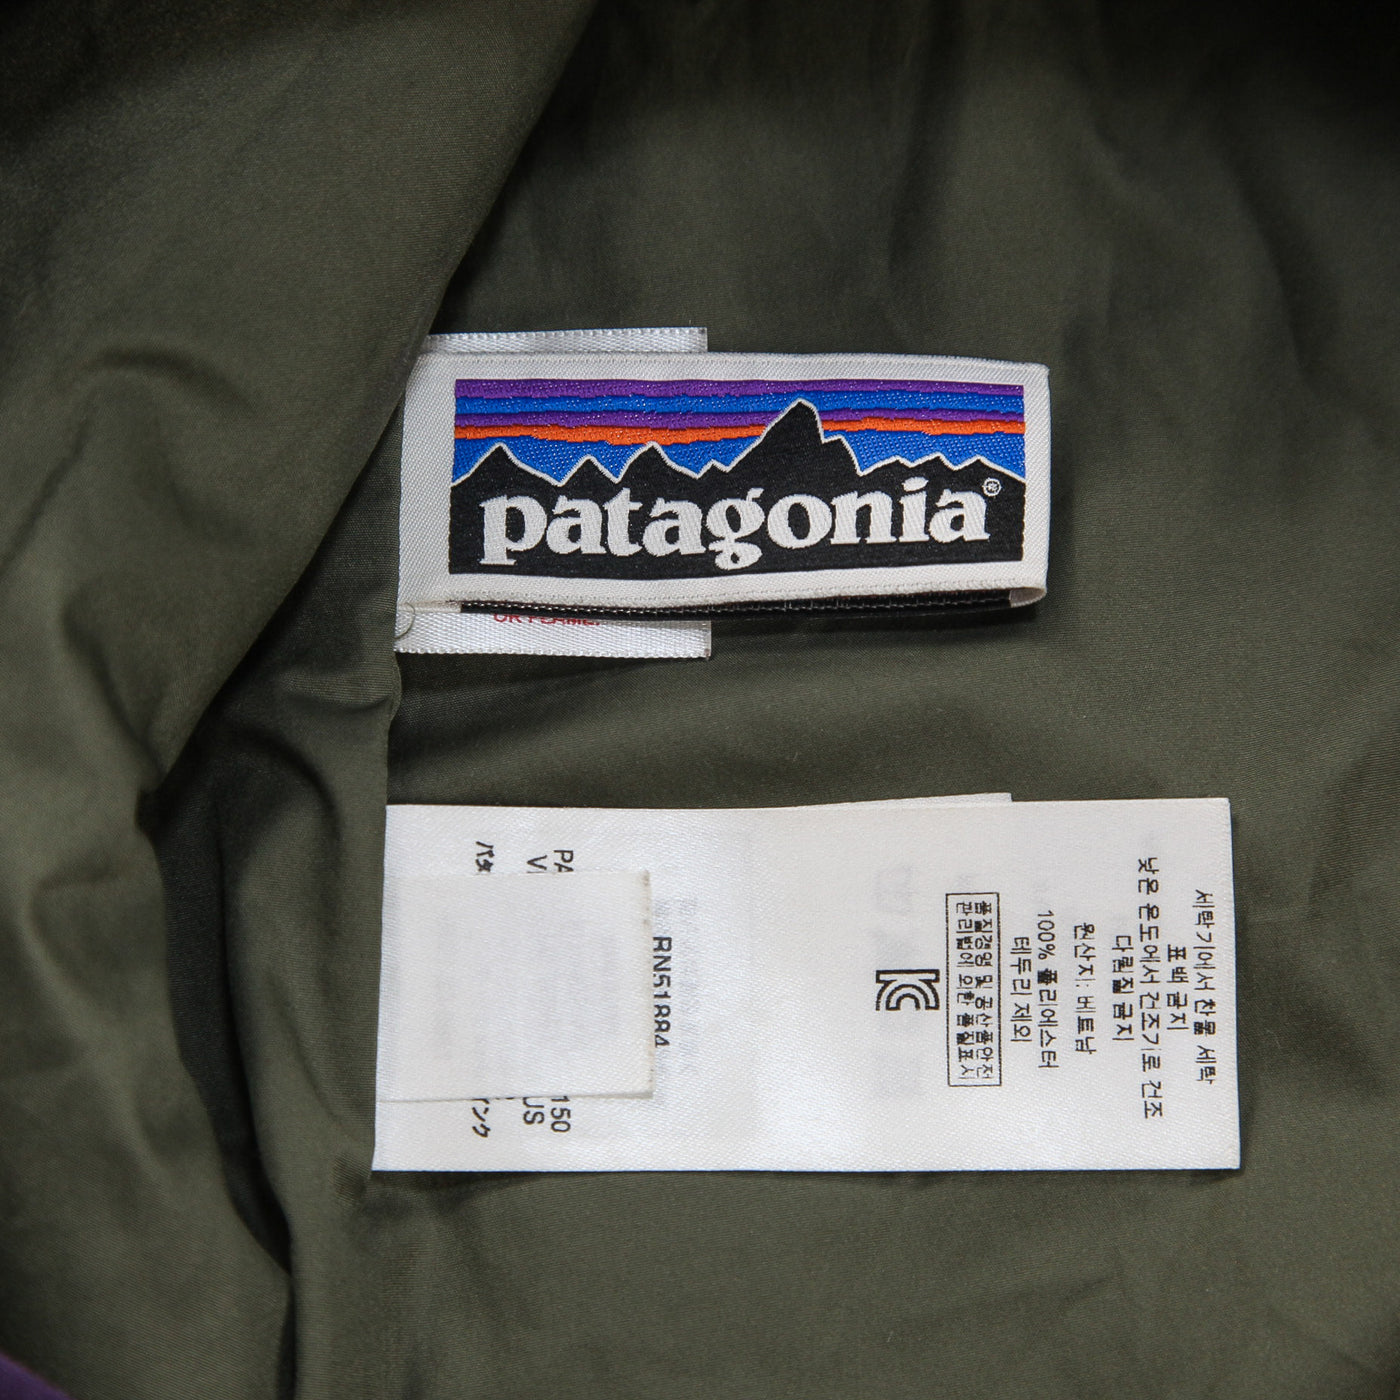 patagonia®
OR FLAME.
세탁기에서 찬물 세탁
표백 금지
낮은 온도에서 건조기로 건조
다림질 금지
원산지: 베트남
100% 폴리에스터
테두리 제외
품질경영 및 공산품안전
관리법에 의한 품질표시
RN51884
150
US